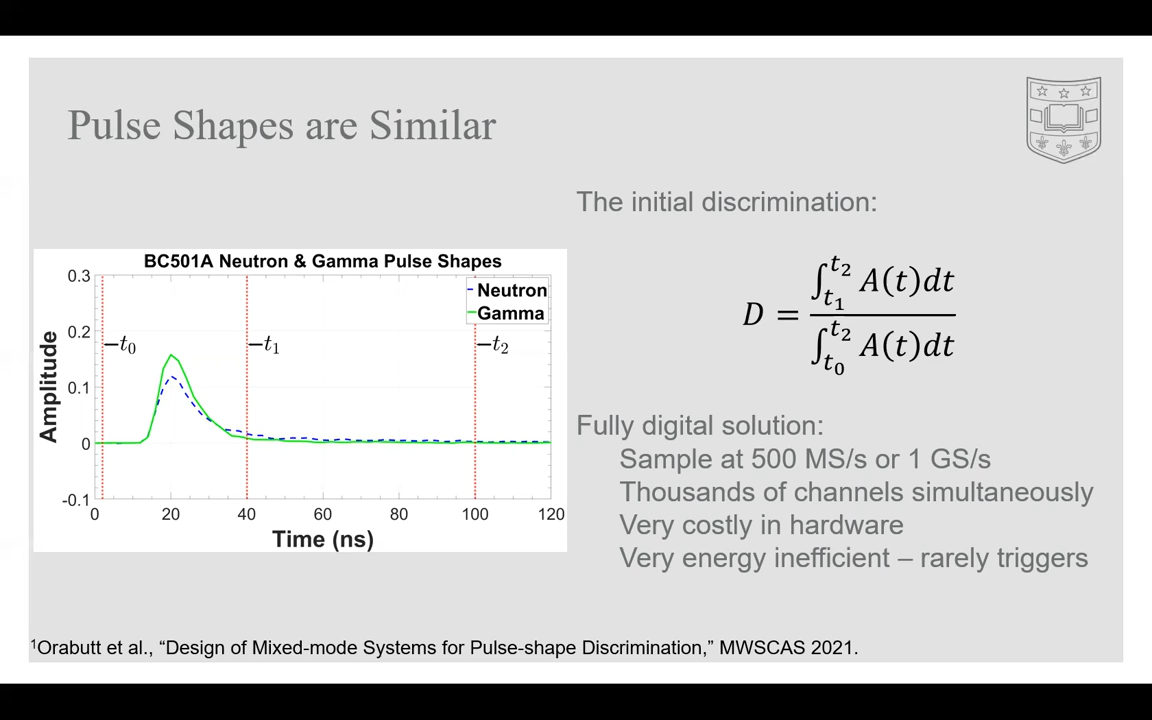 Pulse Shapes are Similar
The initial discrimination:
BC501A Neutron & Gamma Pulse Shapes
Neutron
Gamma
0.3
0.2
0.1
0
-0.1
Amplitude
−t₀
−t₁
−t₂
0 20 40 60 80 100 120
Time (ns)
D = ∫_{t₁}^{t₂} A(t)dt / ∫_{t₀}^{t₂} A(t)dt
Fully digital solution:
Sample at 500 MS/s or 1 GS/s
Thousands of channels simultaneously
Very costly in hardware
Very energy inefficient – rarely triggers
¹Orabutt et al., “Design of Mixed-mode Systems for Pulse-shape Discrimination,” MWSCAS 2021.